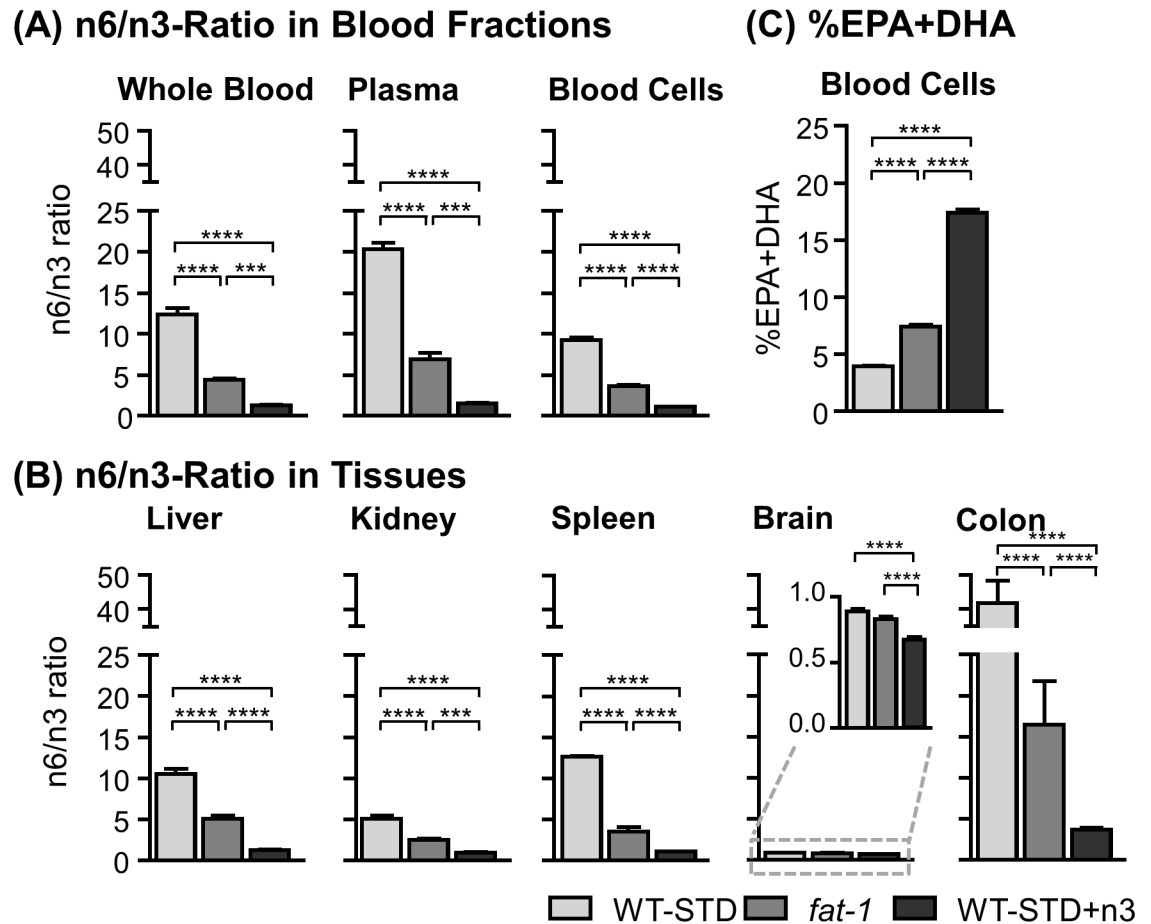 (A) n6/n3-Ratio in Blood Fractions
(C) %EPA+DHA
Whole Blood
Plasma
Blood Cells
Blood Cells
n6/n3 ratio
50
40
25
20
15
10
5
0
****
****
***
****
****
***
****
****
****
%EPA+DHA
25
20
15
10
5
0
****
****
****
(B) n6/n3-Ratio in Tissues
Liver
Kidney
Spleen
Brain
Colon
n6/n3 ratio
50
40
25
20
15
10
5
0
****
****
****
****
****
***
****
****
****
****
****
1.0
0.5
0.0
****
****
****
WT-STD
fat-1
WT-STD+n3